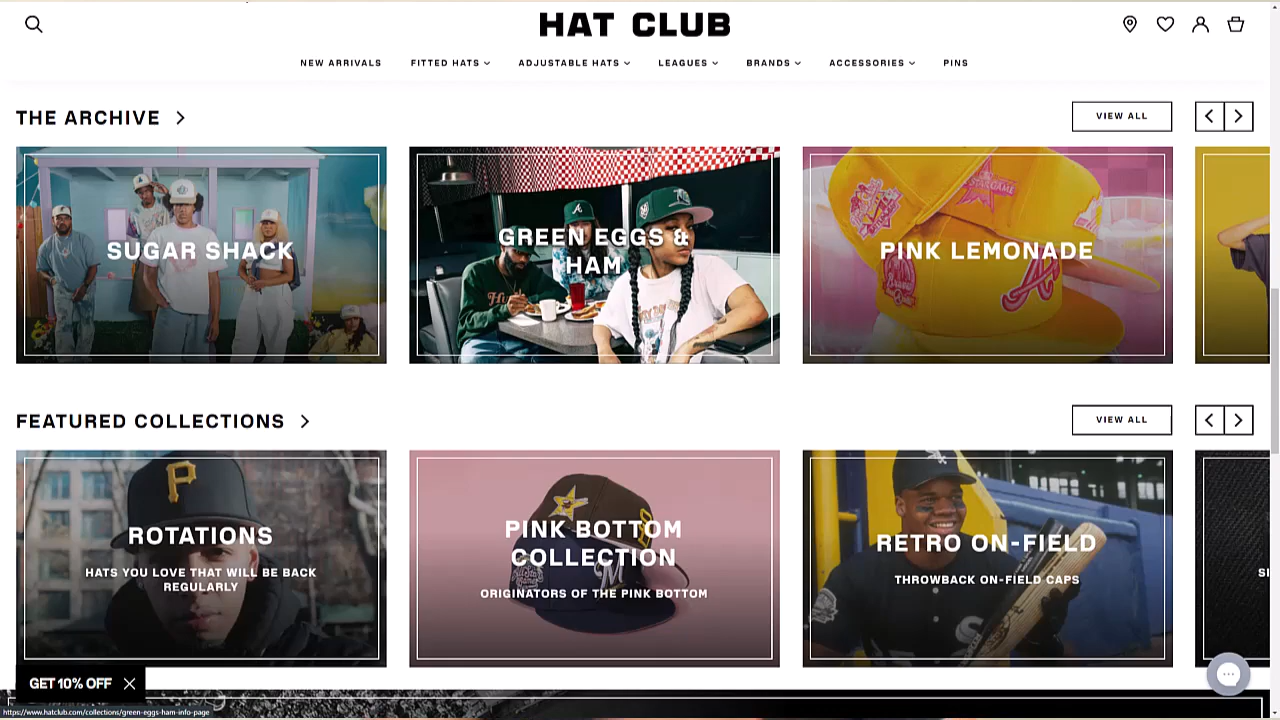 HAT CLUB
NEW ARRIVALS
FITTED HATS
ADJUSTABLE HATS
LEAGUES
BRANDS
ACCESSORIES
PINS
THE ARCHIVE
VIEW ALL
SUGAR SHACK
GREEN EGGS &
HAM
PINK LEMONADE
FEATURED COLLECTIONS
VIEW ALL
ROTATIONS
HATS YOU LOVE THAT WILL BE BACK
REGULARLY
PINK BOTTOM
COLLECTION
ORIGINATORS OF THE PINK BOTTOM
RETRO ON-FIELD
THROWBACK ON-FIELD CAPS
SI
GET 10% OFF
https://www.hatclub.com/collections/green-eggs-ham-info-page